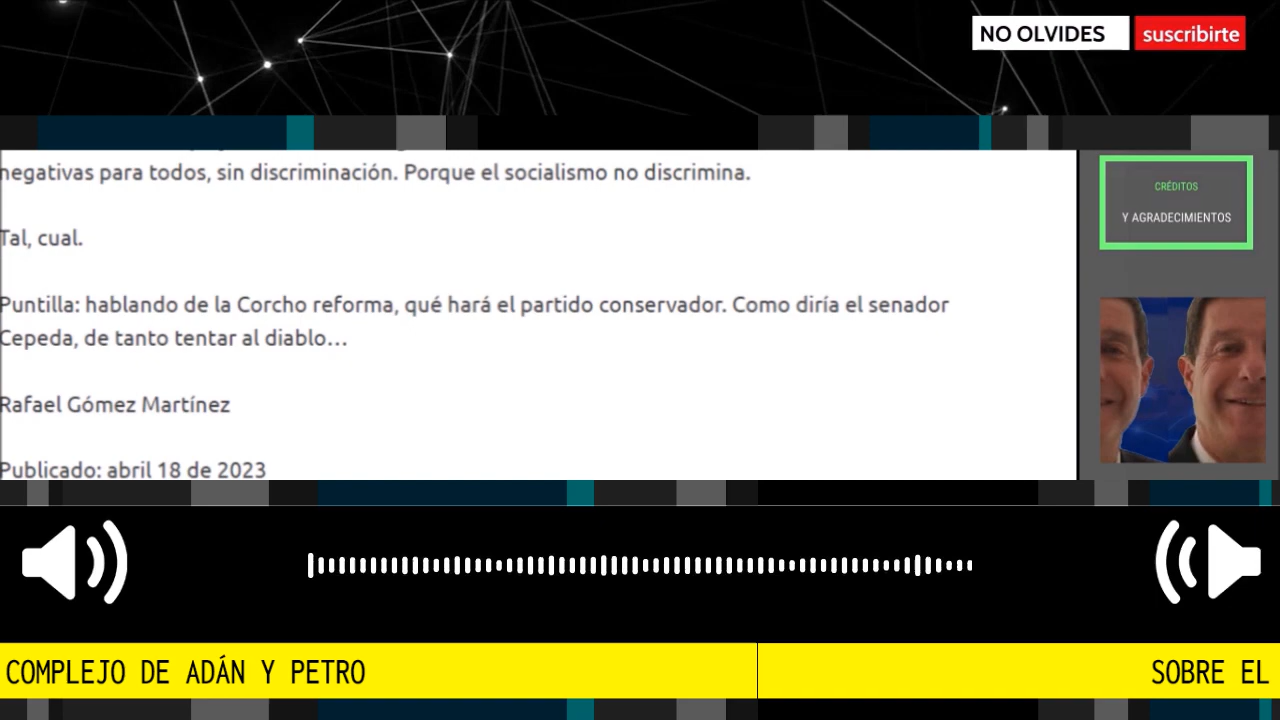 NO OLVIDES suscribirte
negativas para todos, sin discriminación. Porque el socialismo no discrimina.
Tal, cual.
Puntilla: hablando de la Corcho reforma, qué hará el partido conservador. Como diría el senador
Cepeda, de tanto tentar al diablo...
Rafael Gómez Martínez
Publicado: abril 18 de 2023
CRÉDITOS
Y AGRADECIMIENTOS
COMPLEJO DE ADÁN Y PETRO
SOBRE EL